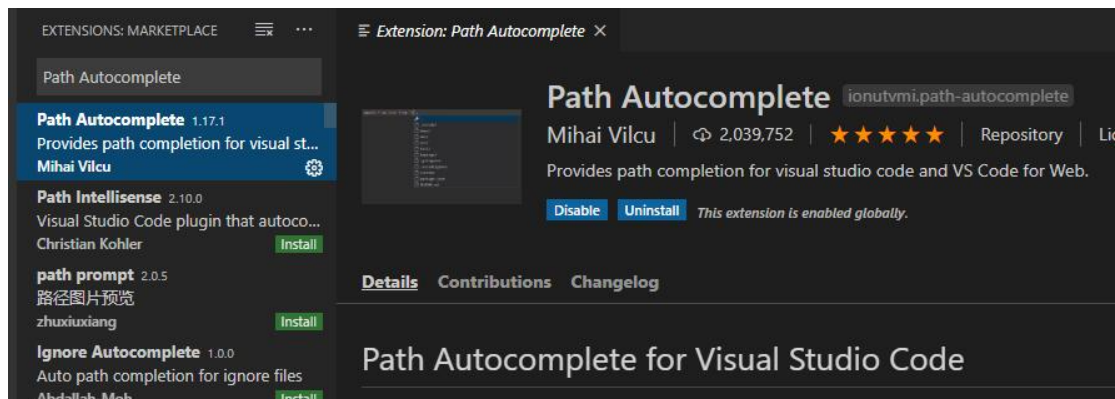 EXTENSIONS: MARKETPLACE
Path Autocomplete
Path Autocomplete 1.17.1
Provides path completion for visual st...
Mihai Vilcu
Path Intellisense 2.10.0
Visual Studio Code plugin that autoco...
Christian Kohler Install
path prompt 2.0.5
路径图片预览
zhuxiuxiang Install
Ignore Autocomplete 1.0.0
Auto path completion for ignore files
Abdallah-Moh Install
Extension: Path Autocomplete
Path Autocomplete ionutvmi.path-autocomplete
Mihai Vilcu 2,039,752 Repository Lic
Provides path completion for visual studio code and VS Code for Web.
Disable Uninstall This extension is enabled globally.
Details Contributions Changelog
Path Autocomplete for Visual Studio Code